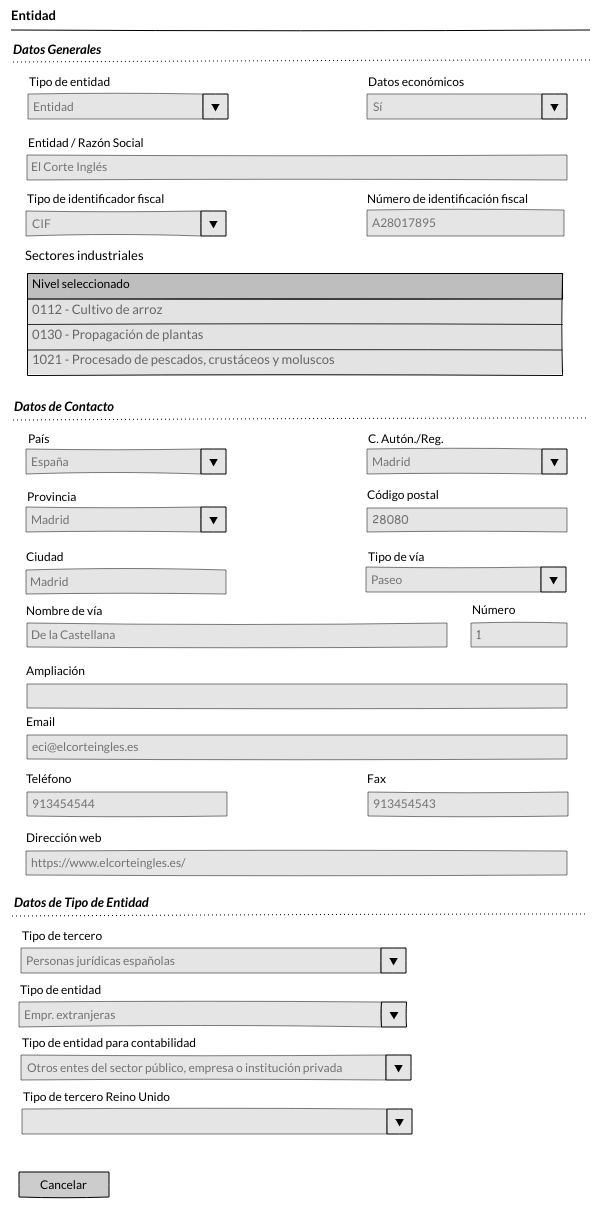 Entidad
Datos Generales
Tipo de entidad Datos económicos
Entidad Sí
Entidad / Razón Social
El Corte Inglés
Tipo de identificador fiscal Número de identificación fiscal
CIF A28017895
Sectores industriales
Nivel seleccionado
0112 - Cultivo de arroz
0130 - Propagación de plantas
1021 - Procesado de pescados, crustáceos y moluscos
Datos de Contacto
País C. Autón./Reg.
España Madrid
Provincia Código postal
Madrid 28080
Ciudad Tipo de vía
Madrid Paseo
Nombre de vía Número
De la Castellana 1
Ampliación
Email
eci@elcorteingles.es
Teléfono Fax
913454544 913454543
Dirección web
https://www.elcorteingles.es/
Datos de Tipo de Entidad
Tipo de tercero
Personas jurídicas españolas
Tipo de entidad
Empr. extranjeras
Tipo de entidad para contabilidad
Otros entes del sector público, empresa o institución privada
Tipo de tercero Reino Unido
Cancelar